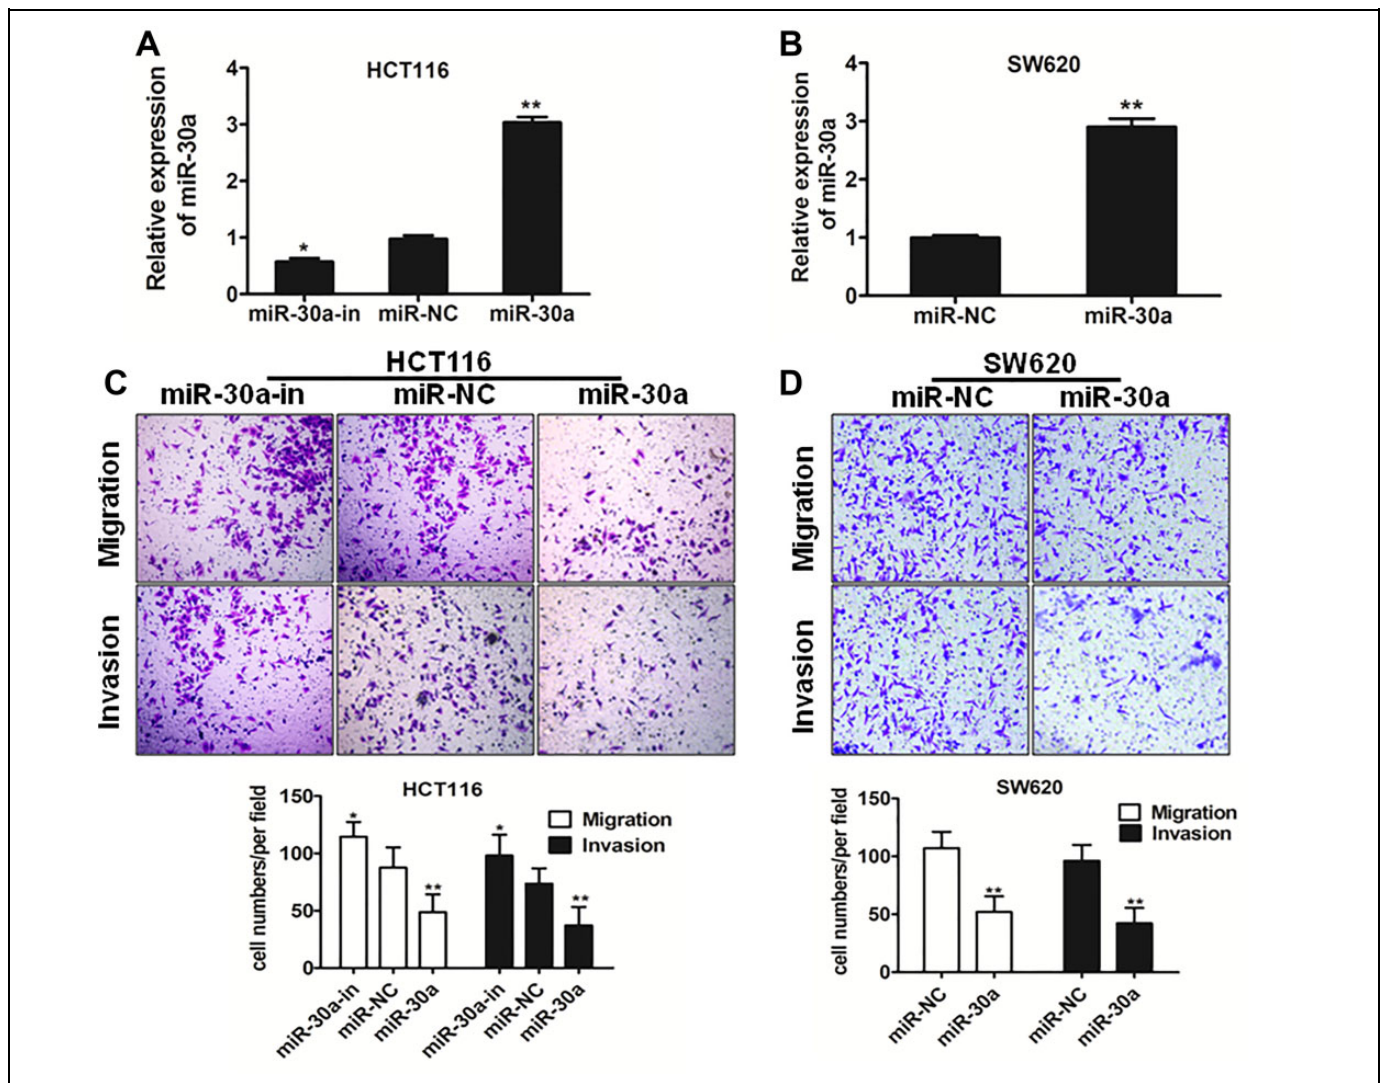 A
HCT116
Relative expression
of miR-30a
4
3
2
1
0
*
**
miR-30a-in miR-NC miR-30a
B
SW620
Relative expression
of miR-30a
4
3
2
1
0
**
miR-NC miR-30a
C
HCT116
miR-30a-in miR-NC miR-30a
Migration
Invasion
D
SW620
miR-NC miR-30a
Migration
Invasion
HCT116
cell numbers/per field
150
100
50
0
*
**
*
**
Migration
Invasion
miR-30a-in
miR-NC
miR-30a
miR-30a-in
miR-NC
miR-30a
SW620
cell numbers/per field
150
100
50
0
**
**
Migration
Invasion
miR-NC
miR-30a
miR-NC
miR-30a